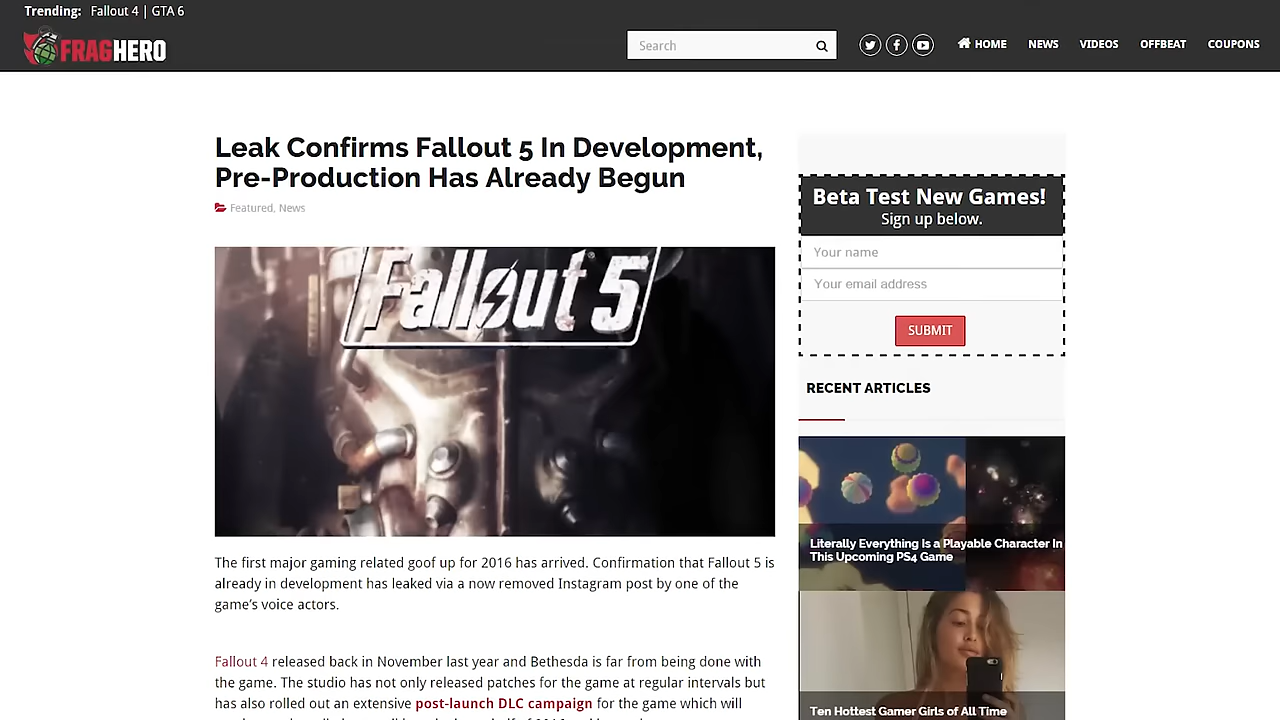 Trending: Fallout 4 | GTA 6
FRAGHERO
Search
HOME
NEWS
VIDEOS
OFFBEAT
COUPONS
Leak Confirms Fallout 5 In Development,
Pre-Production Has Already Begun
Featured, News
Fallout 5
The first major gaming related goof up for 2016 has arrived. Confirmation that Fallout 5 is
already in development has leaked via a now removed Instagram post by one of the
game's voice actors.
Fallout 4 released back in November last year and Bethesda is far from being done with
the game. The studio has not only released patches for the game at regular intervals but
has also rolled out an extensive post-launch DLC campaign for the game which will
Beta Test New Games!
Sign up below.
Your name
Your email address
SUBMIT
RECENT ARTICLES
Literally Everything Is a Playable Character In
This Upcoming PS4 Game
Ten Hottest Gamer Girls of All Time